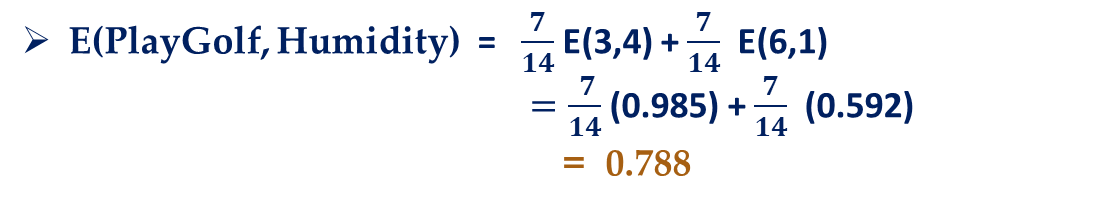 ➢ E(PlayGolf, Humidity) = 7/14 E(3,4) + 7/14 E(6,1)
= 7/14 (0.985) + 7/14 (0.592)
= 0.788